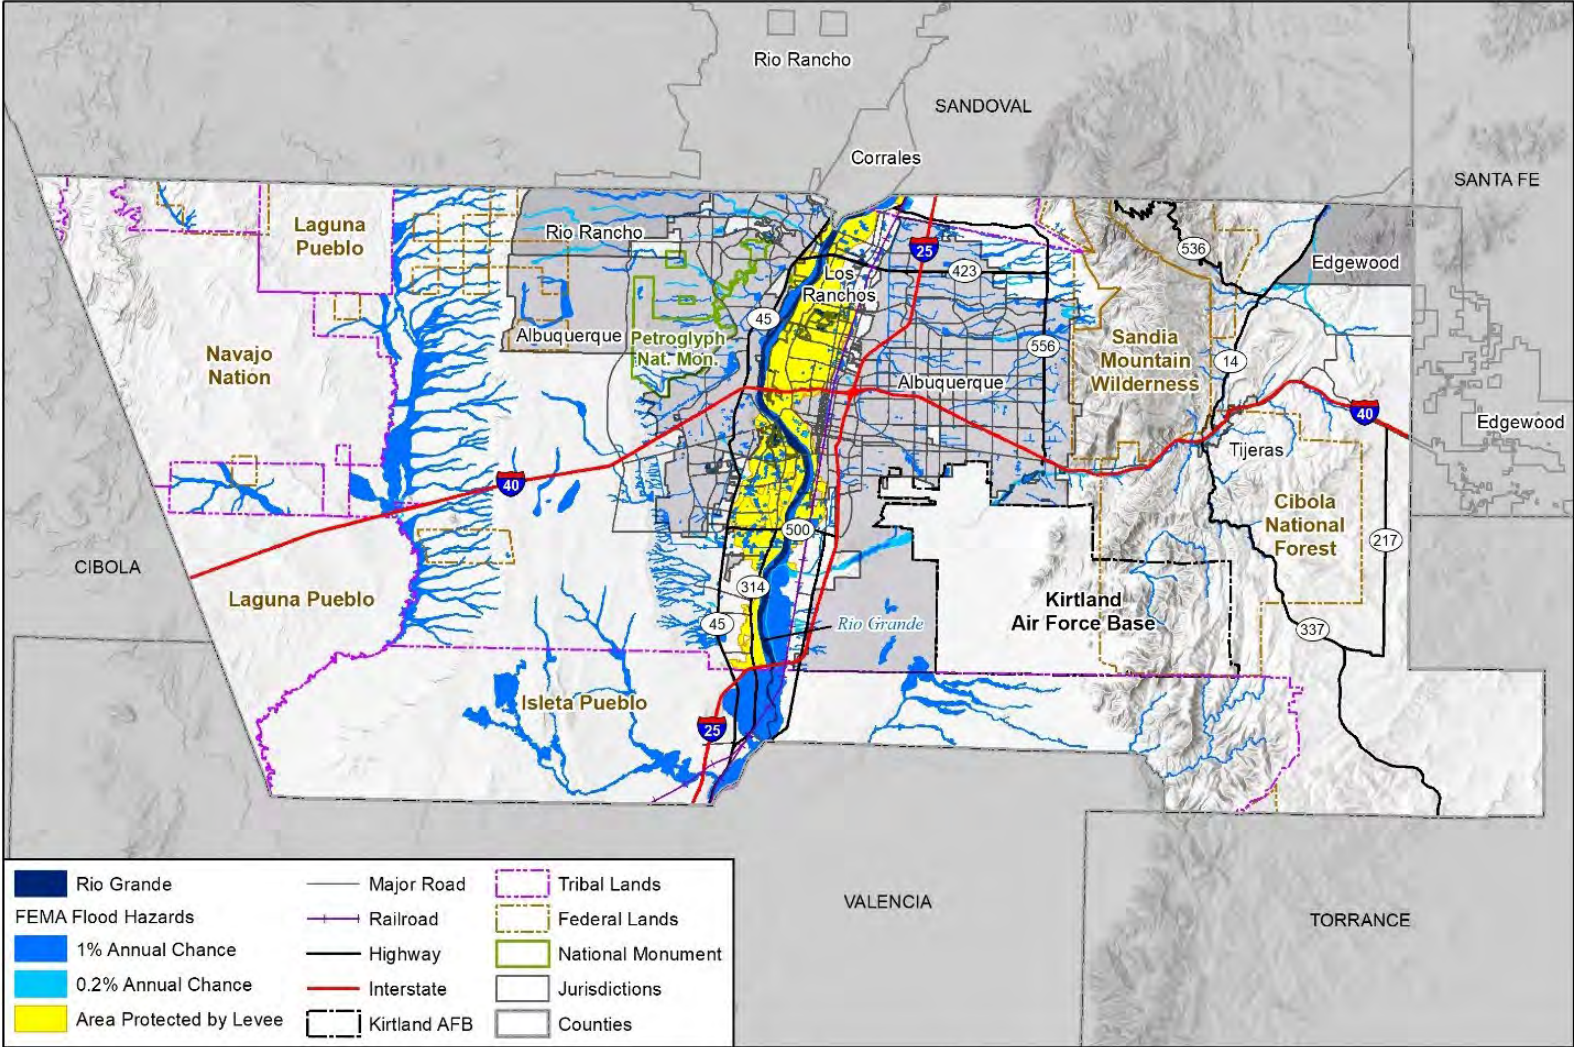 Rio Rancho
SANDOVAL
Corrales
SANTA FE
Laguna
Pueblo
Rio Rancho
25
536
Edgewood
423
Los
Ranchos
45
Navajo
Nation
Albuquerque
Petroglyph
Nat. Mon.
556
Sandia
Mountain
Wilderness
14
Albuquerque
40
Edgewood
Tijeras
40
Cibola
National
Forest
500
217
CIBOLA
314
Laguna Pueblo
Kirtland
Air Force Base
45
Rio Grande
337
Isleta Pueblo
25
VALENCIA
TORRANCE
Rio Grande
FEMA Flood Hazards
1% Annual Chance
0.2% Annual Chance
Area Protected by Levee
Major Road
Railroad
Highway
Interstate
Kirtland AFB
Tribal Lands
Federal Lands
National Monument
Jurisdictions
Counties